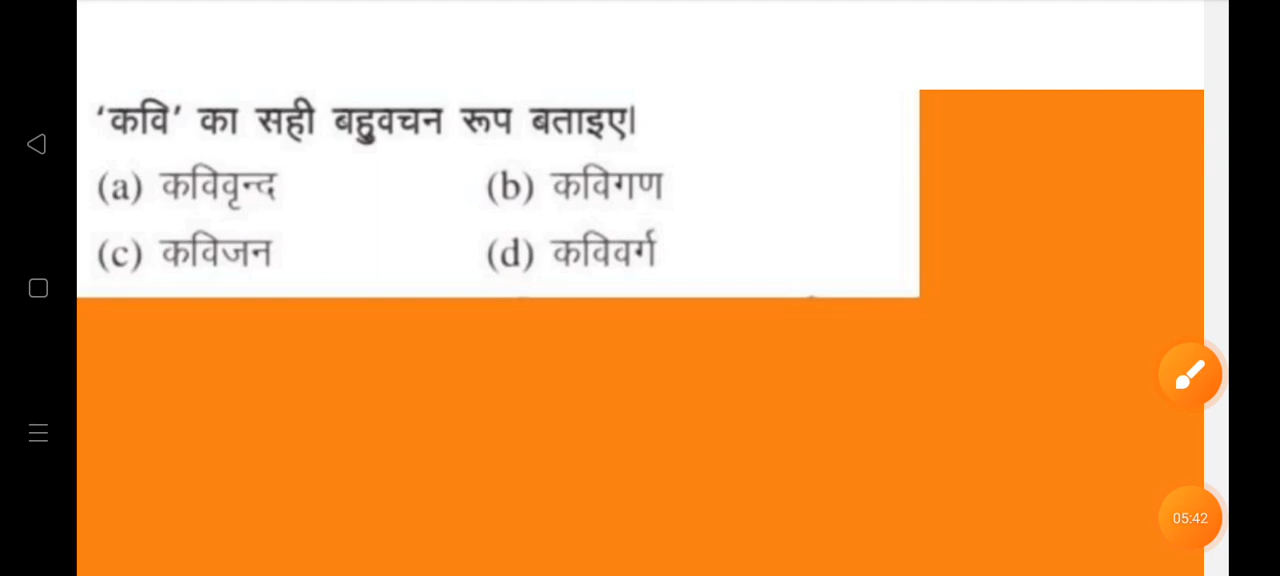 ‘कवि’ का सही बहुवचन रूप बताइए।
(a) कविवृन्द (b) कविगण
(c) कविजन (d) कविवर्ग
05:42